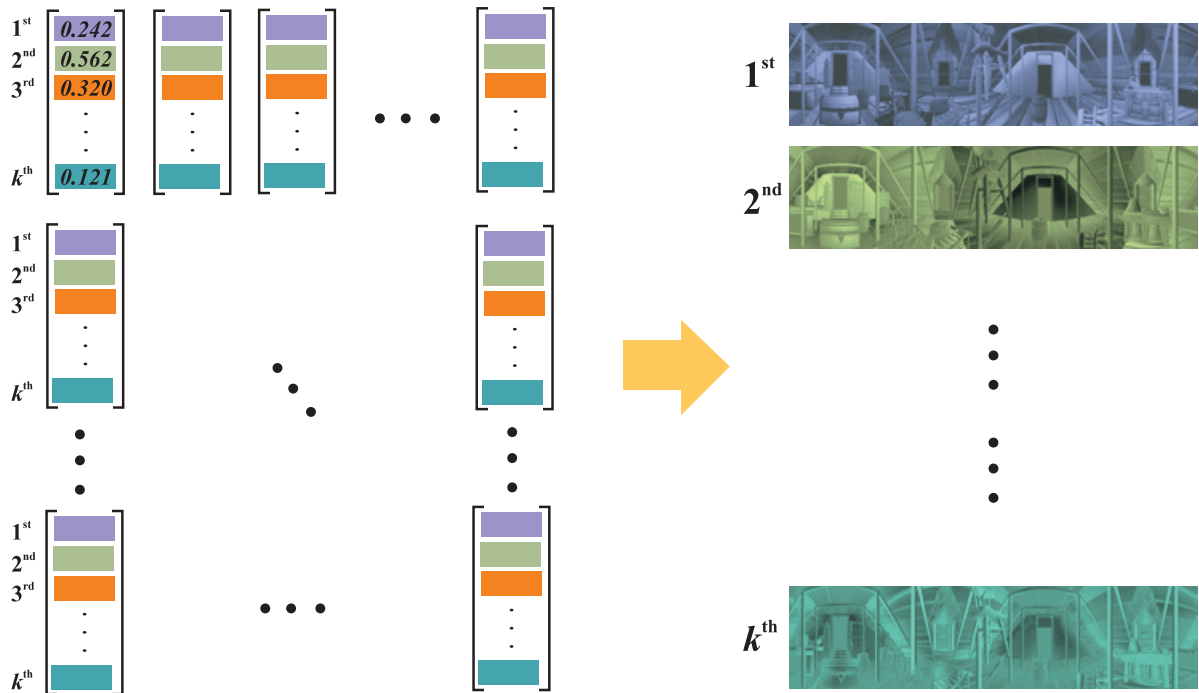 1st 0.242
2nd 0.562
3rd 0.320
kth 0.121
1st
2nd
3rd
kth
1st
2nd
3rd
kth
1st
2nd
kth